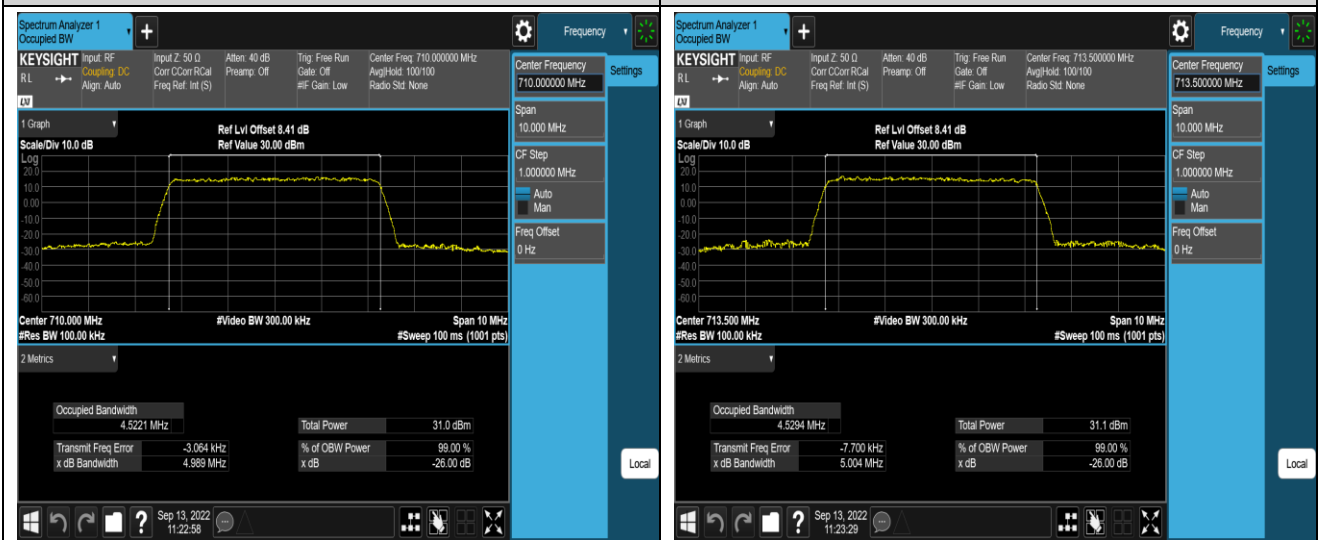 Spectrum Analyzer 1
Occupied BW
+
Frequency
KEYSIGHT
RL
LXI
Input: RF
Coupling: DC
Align: Auto
Input Z: 50 Ω
Corr CCorr RCal
Freq Ref: Int (S)
Atten: 40 dB
Preamp: Off
Trig: Free Run
Gate: Off
#IF Gain: Low
Center Freq: 710.000000 MHz
Avg|Hold: 100/100
Radio Std: None
Center Frequency
710.000000 MHz
Settings
Span
10.000 MHz
CF Step
1.000000 MHz
Auto
Man
Freq Offset
0 Hz
1 Graph
Scale/Div 10.0 dB
Ref Lvl Offset 8.41 dB
Ref Value 30.00 dBm
Log
20.0
10.0
0.00
-10.0
-20.0
-30.0
-40.0
-50.0
-60.0
Center 710.000 MHz
#Res BW 100.00 kHz
#Video BW 300.00 kHz
Span 10 MHz
#Sweep 100 ms (1001 pts)
2 Metrics
Occupied Bandwidth
4.5221 MHz
Total Power 31.0 dBm
Transmit Freq Error -3.064 kHz
% of OBW Power 99.00 %
x dB Bandwidth 4.989 MHz
x dB -26.00 dB
Local
?
Sep 13, 2022
11:22:58
Spectrum Analyzer 1
Occupied BW
+
Frequency
KEYSIGHT
RL
LXI
Input: RF
Coupling: DC
Align: Auto
Input Z: 50 Ω
Corr CCorr RCal
Freq Ref: Int (S)
Atten: 40 dB
Preamp: Off
Trig: Free Run
Gate: Off
#IF Gain: Low
Center Freq: 713.500000 MHz
Avg|Hold: 100/100
Radio Std: None
Center Frequency
713.500000 MHz
Settings
Span
10.000 MHz
CF Step
1.000000 MHz
Auto
Man
Freq Offset
0 Hz
1 Graph
Scale/Div 10.0 dB
Ref Lvl Offset 8.41 dB
Ref Value 30.00 dBm
Log
20.0
10.0
0.00
-10.0
-20.0
-30.0
-40.0
-50.0
-60.0
Center 713.500 MHz
#Res BW 100.00 kHz
#Video BW 300.00 kHz
Span 10 MHz
#Sweep 100 ms (1001 pts)
2 Metrics
Occupied Bandwidth
4.5294 MHz
Total Power 31.1 dBm
Transmit Freq Error -7.700 kHz
% of OBW Power 99.00 %
x dB Bandwidth 5.004 MHz
x dB -26.00 dB
Local
?
Sep 13, 2022
11:23:29